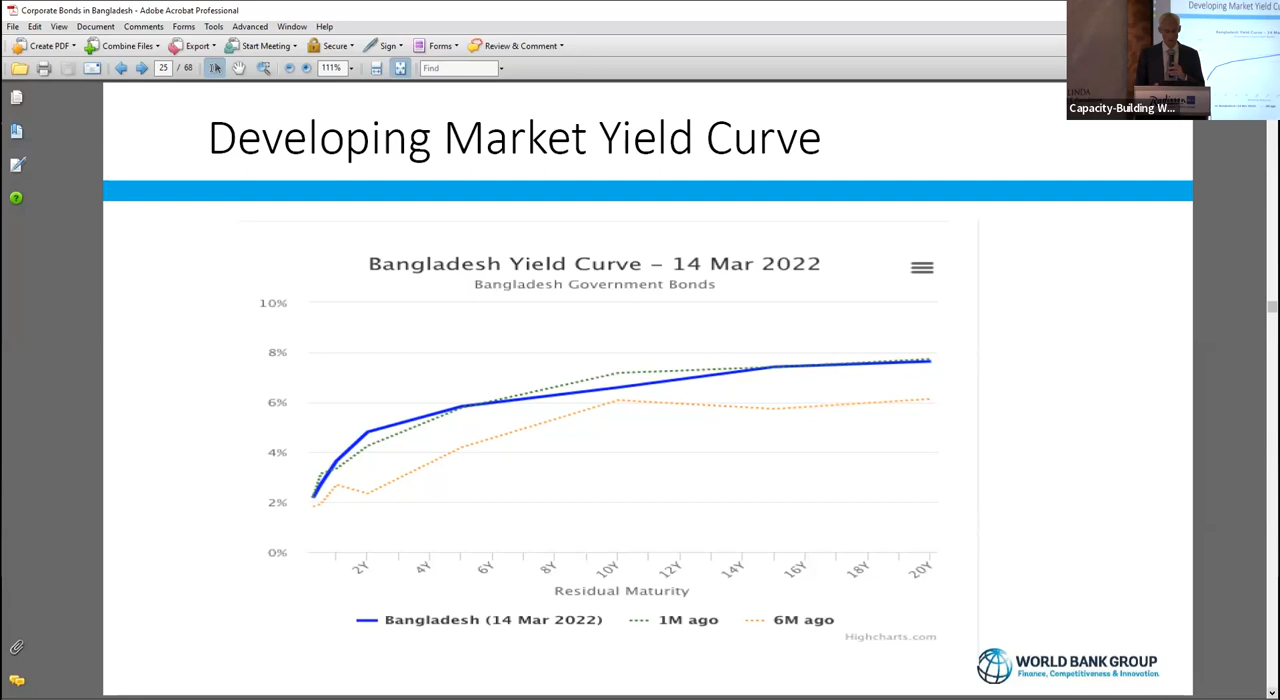 Corporate Bonds in Bangladesh - Adobe Acrobat Professional
File Edit View Document Comments Forms Tools Advanced Window Help
Create PDF Combine Files Export Start Meeting Secure Sign Forms Review & Comment
25 / 68 111% Find
Developing Market Yield Cu
Capacity-Building W...
Developing Market Yield Curve
Bangladesh Yield Curve – 14 Mar 2022
Bangladesh Government Bonds
10%
8%
6%
4%
2%
0%
2Y 4Y 6Y 8Y 10Y 12Y 14Y 16Y 18Y 20Y
Residual Maturity
Bangladesh (14 Mar 2022) 1M ago 6M ago
Highcharts.com
WORLD BANK GROUP
Finance, Competitiveness & Innovation